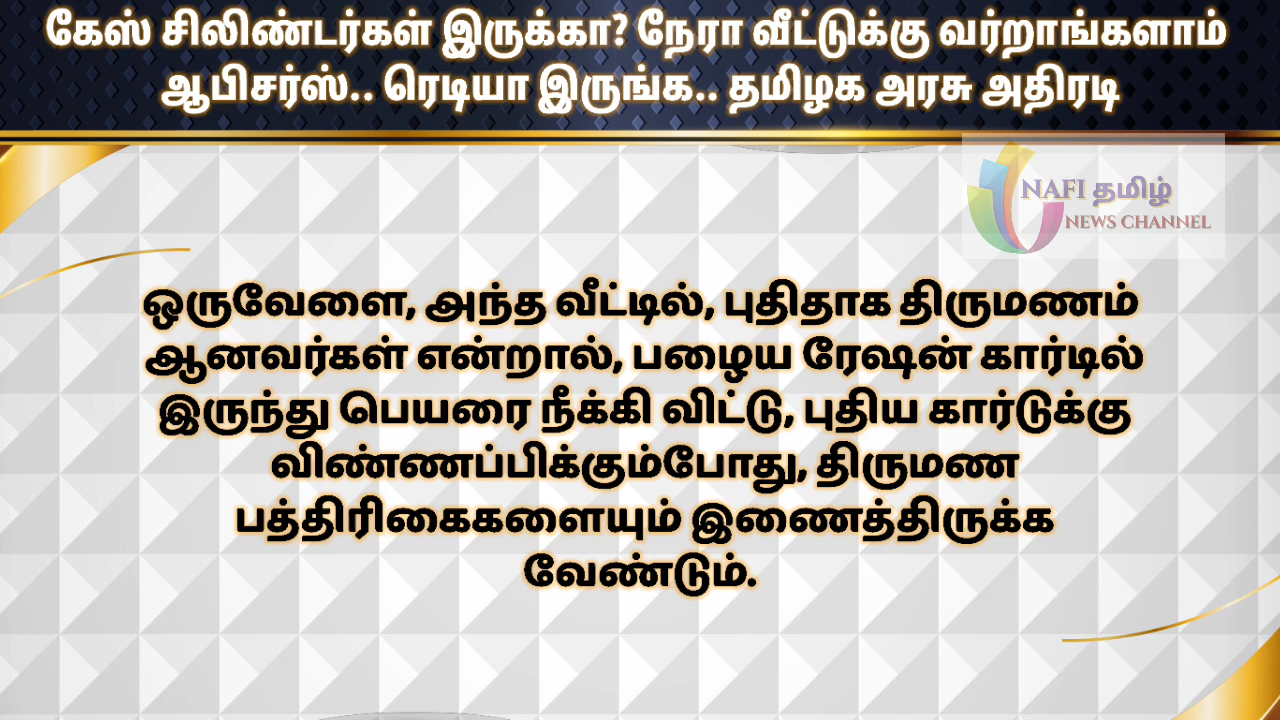 கேஸ் சிலிண்டர்கள் இருக்கா? நேரா வீட்டுக்கு வர்றாங்களாம்
ஆபிசர்ஸ்.. ரெடியா இருங்க.. தமிழக அரசு அதிரடி
NAFI தமிழ்
NEWS CHANNEL
ஒருவேளை, அந்த வீட்டில், புதிதாக திருமணம்
ஆனவர்கள் என்றால், பழைய ரேஷன் கார்டில்
இருந்து பெயரை நீக்கி விட்டு, புதிய கார்டுக்கு
விண்ணப்பிக்கும்போது, திருமண
பத்திரிகைகளையும் இணைத்திருக்க
வேண்டும்.